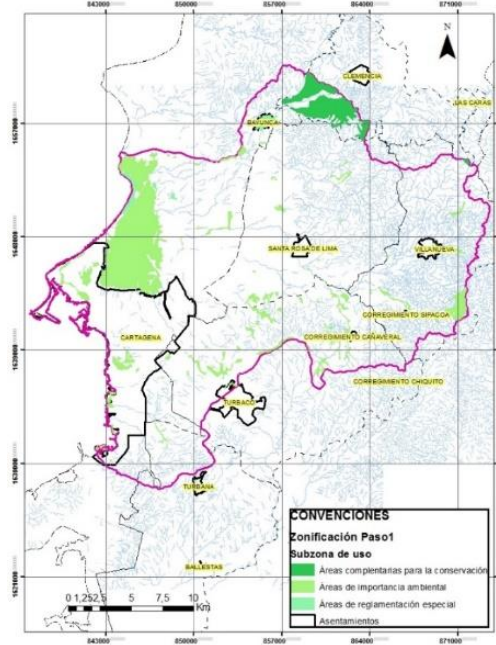 843000 850000 857000 864000 871000
N
CLEMENCIA
LAS CARAS
BAYUNCA
1657000
1648000
SANTA ROSA DE LIMA
VILLANUEVA
CORREGIMIENTO SIPACOA
CARTAGENA
CORREGIMIENTO CAÑAVERAL
1639000
CORREGIMIENTO CHIQUITO
TURBACO
1630000
TURBANA
CONVENCIONES
Zonificación Paso1
Subzona de uso
Áreas complentarias para la conservación
Áreas de importancia ambiental
Áreas de reglamentación especial
Asentamientos
BALLESTAS
1621000
0 1,252,5 5 7,5 10
Km
843000 850000 857000 864000 871000